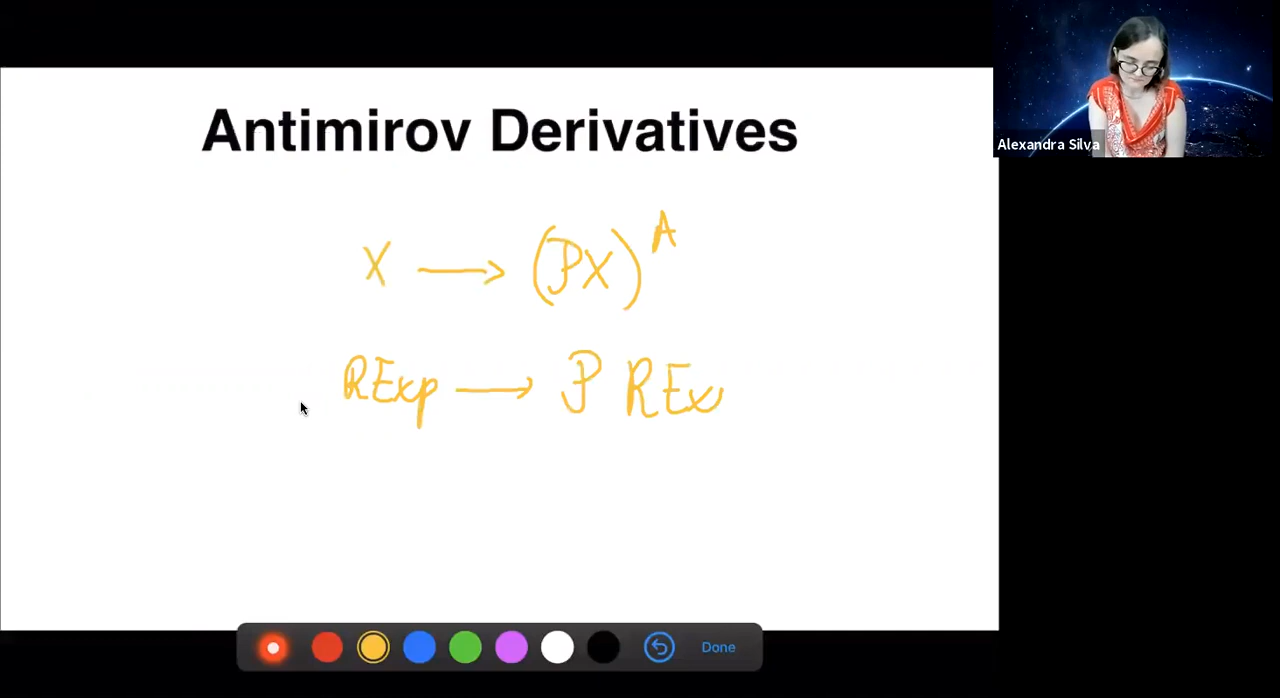 Antimirov Derivatives
Alexandra Silva
X → (PX)^A
RExp → P REx
Done